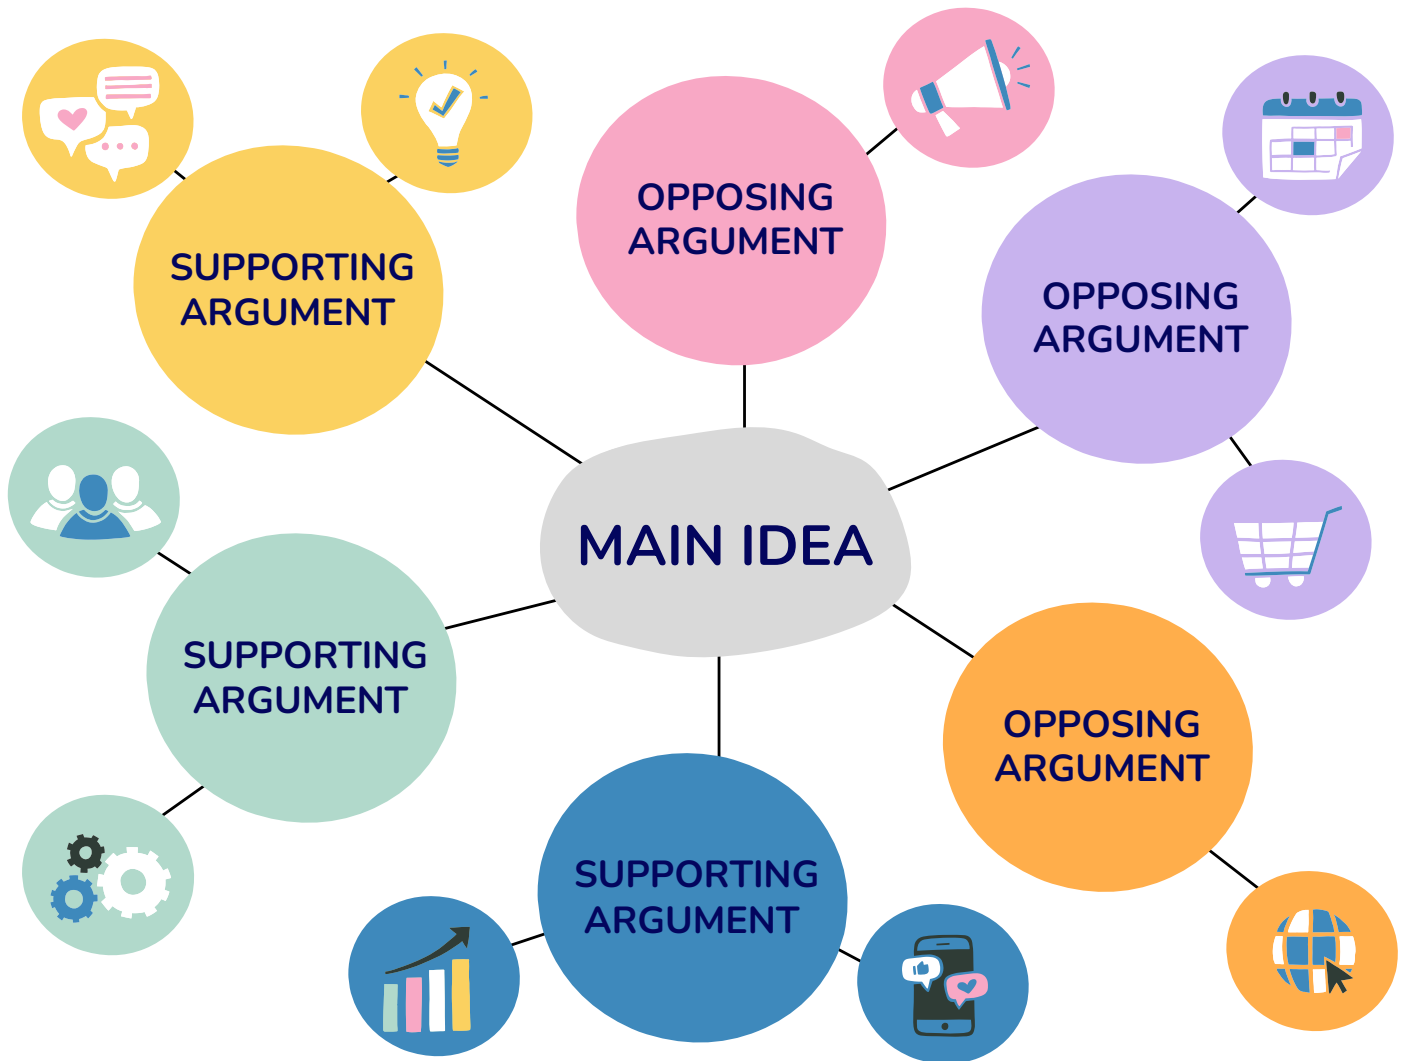 OPPOSING
ARGUMENT
SUPPORTING
ARGUMENT
OPPOSING
ARGUMENT
MAIN IDEA
SUPPORTING
ARGUMENT
OPPOSING
ARGUMENT
SUPPORTING
ARGUMENT